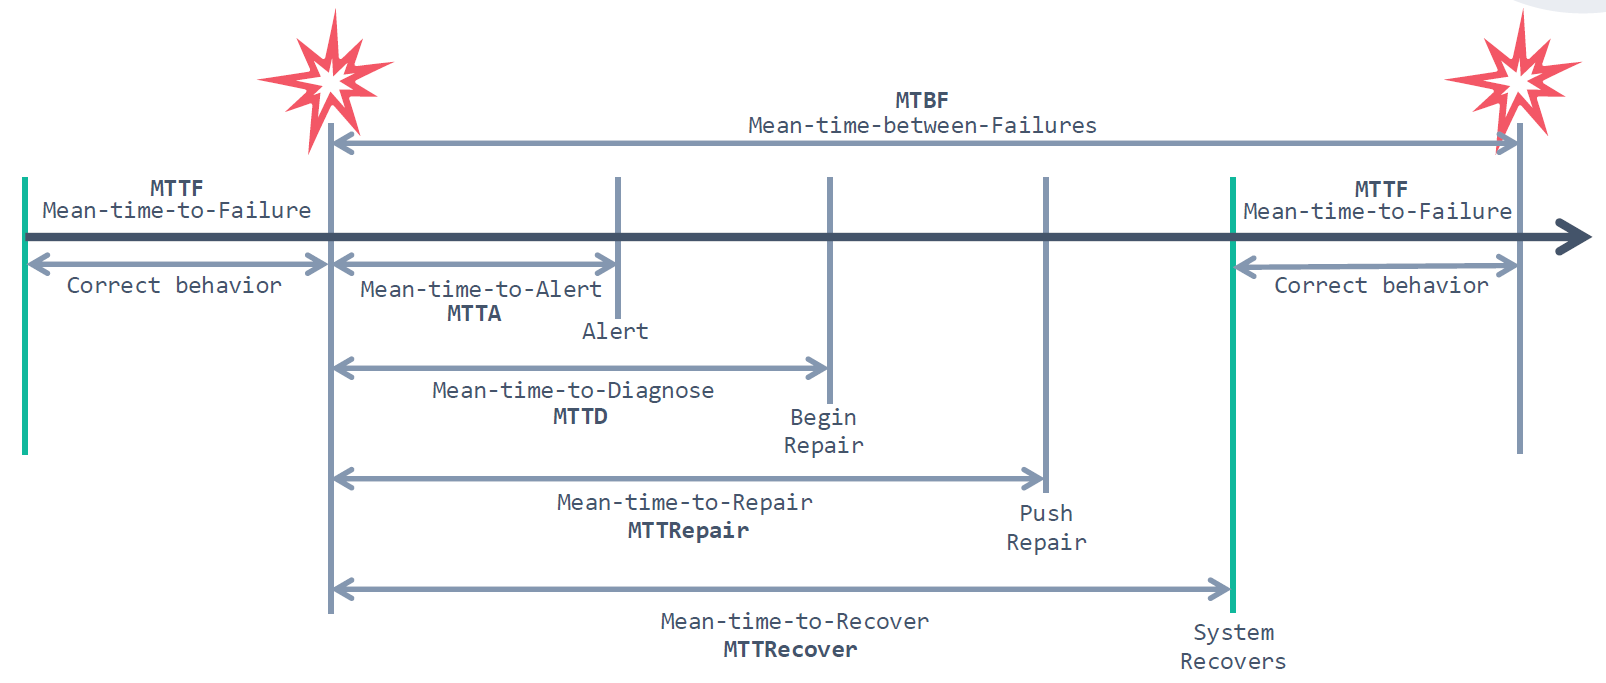 MTBF
Mean-time-between-Failures
MTTF
Mean-time-to-Failure
MTTF
Mean-time-to-Failure
Correct behavior
Mean-time-to-Alert
MTTA
Alert
Correct behavior
Mean-time-to-Diagnose
MTTD
Begin
Repair
Mean-time-to-Repair
MTTRepair
Push
Repair
Mean-time-to-Recover
MTTRecover
System
Recovers